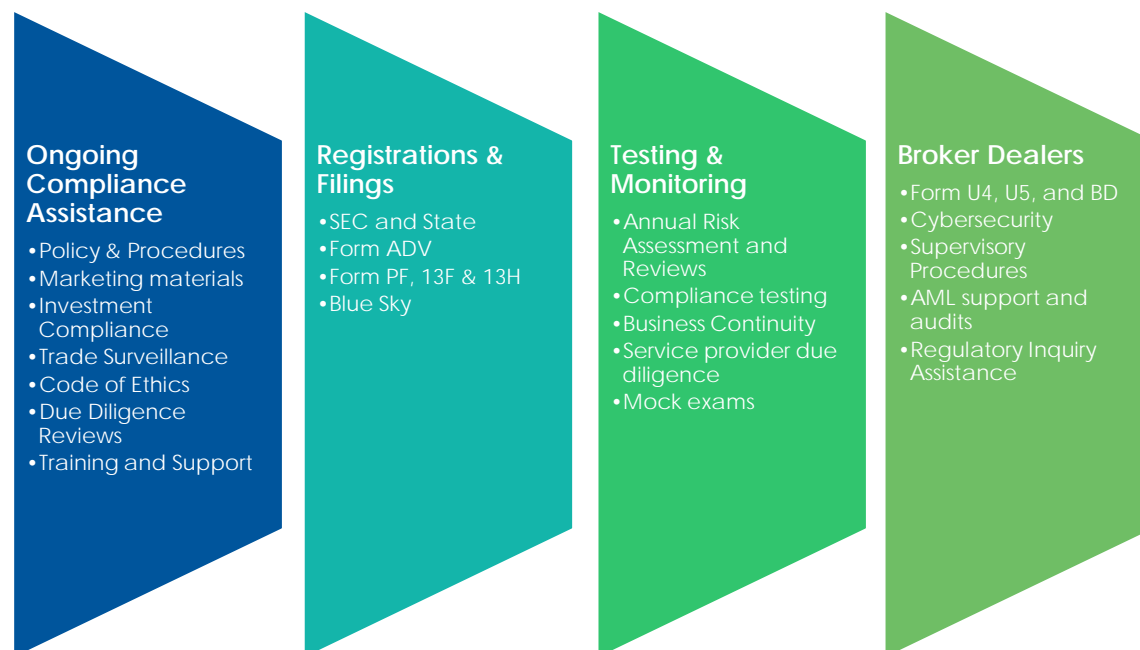 Ongoing
Compliance
Assistance
•Policy & Procedures
•Marketing materials
•Investment
Compliance
•Trade Surveillance
•Code of Ethics
•Due Diligence
Reviews
•Training and Support
Registrations &
Filings
•SEC and State
•Form ADV
•Form PF, 13F & 13H
•Blue Sky
Testing &
Monitoring
•Annual Risk
Assessment and
Reviews
•Compliance testing
•Business Continuity
•Service provider due
diligence
•Mock exams
Broker Dealers
•Form U4, U5, and BD
•Cybersecurity
•Supervisory
Procedures
•AML support and
audits
•Regulatory Inquiry
Assistance